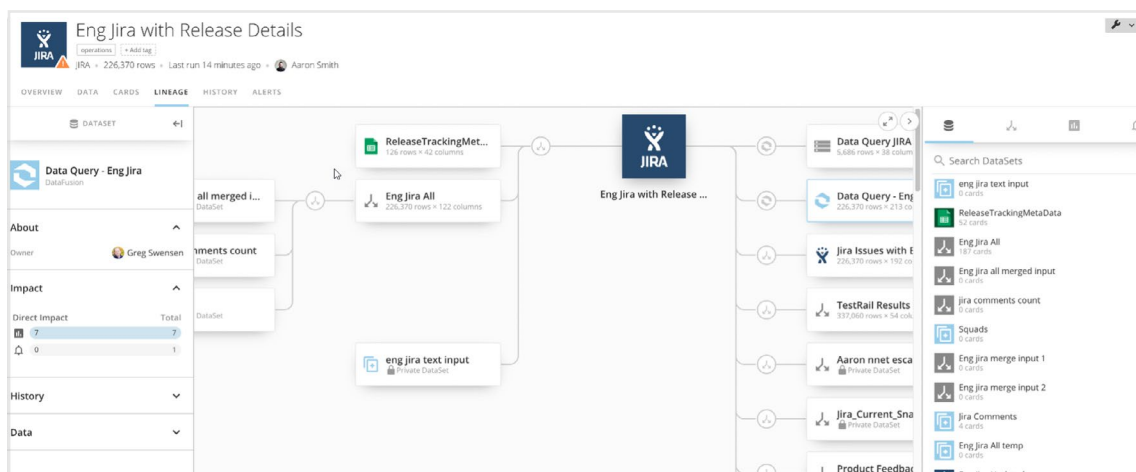 JIRA
Eng Jira with Release Details
operations + Add tag
JIRA • 226,370 rows • Last run 14 minutes ago • Aaron Smith
OVERVIEW DATA CARDS LINEAGE HISTORY ALERTS
DATASET
Data Query - Eng Jira
DataFusion
About
Owner Greg Swensen
Impact
Direct Impact Total
7 7
0 1
History
Data
all merged i...
DataSet
mments count
DataSet
DataSet
ReleaseTrackingMet...
126 rows × 42 columns
Eng Jira All
226,370 rows × 122 columns
eng jira text input
Private DataSet
JIRA
Eng Jira with Release ...
Data Query JIRA
5,686 rows × 38 colum
Data Query - Eng
226,370 rows × 213 co
Jira Issues with E
226,370 rows × 192 co
TestRail Results
337,060 rows × 54 colu
Aaron nnet esca
Private DataSet
Jira_Current_Sna
Private DataSet
Product Feedbac
Search DataSets
eng jira text input
0 cards
ReleaseTrackingMetaData
52 cards
Eng Jira All
187 cards
Eng jira all merged input
0 cards
jira comments count
0 cards
Squads
0 cards
Eng jira merge input 1
0 cards
Eng jira merge input 2
0 cards
Jira Comments
4 cards
Eng Jira All temp
0 cards